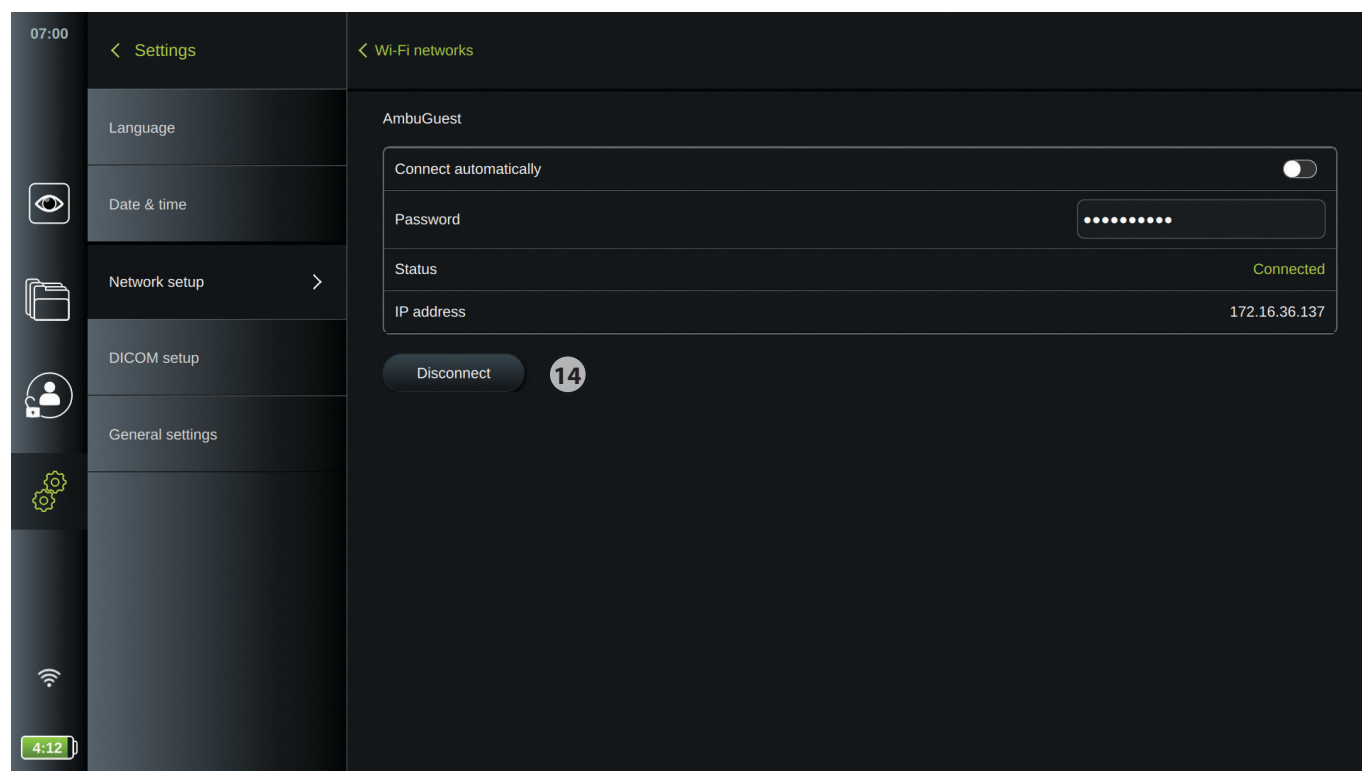 07:00
Settings
Wi-Fi networks
Language
Date & time
Network setup
DICOM setup
General settings
AmbuGuest
Connect automatically
Password ••••••••••
Status Connected
IP address 172.16.36.137
Disconnect 14
4:12